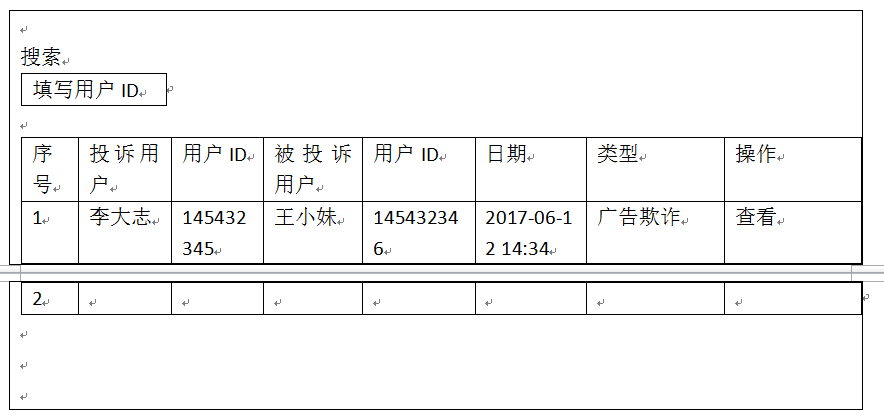 搜索
填写用户 ID
序号 投诉用户 用户 ID 被投诉用户 用户 ID 日期 类型 操作
1 李大志 145432345 王小妹 145432346 2017-06-12 14:34 广告欺诈 查看
2